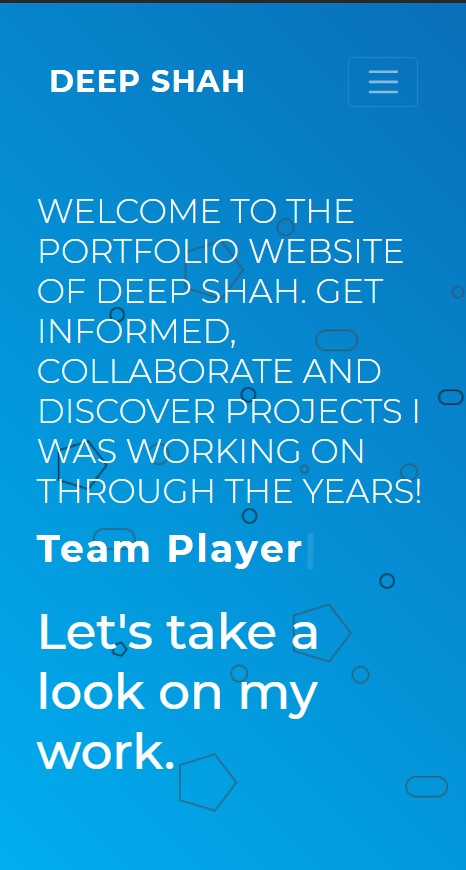 DEEP SHAH
WELCOME TO THE
PORTFOLIO WEBSITE
OF DEEP SHAH. GET
INFORMED,
COLLABORATE AND
DISCOVER PROJECTS I
WAS WORKING ON
THROUGH THE YEARS!
Team Player
Let's take a
look on my
work.